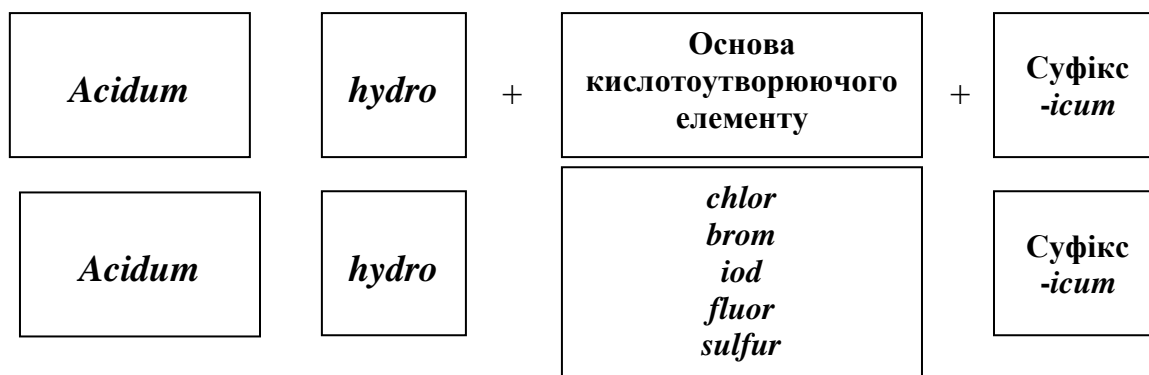 Acidum
hydro
+
Основа
кислотоутворюючого
елементу
+
Суфікс
-icum
Acidum
hydro
chlor
brom
iod
fluor
sulfur
Суфікс
-icum